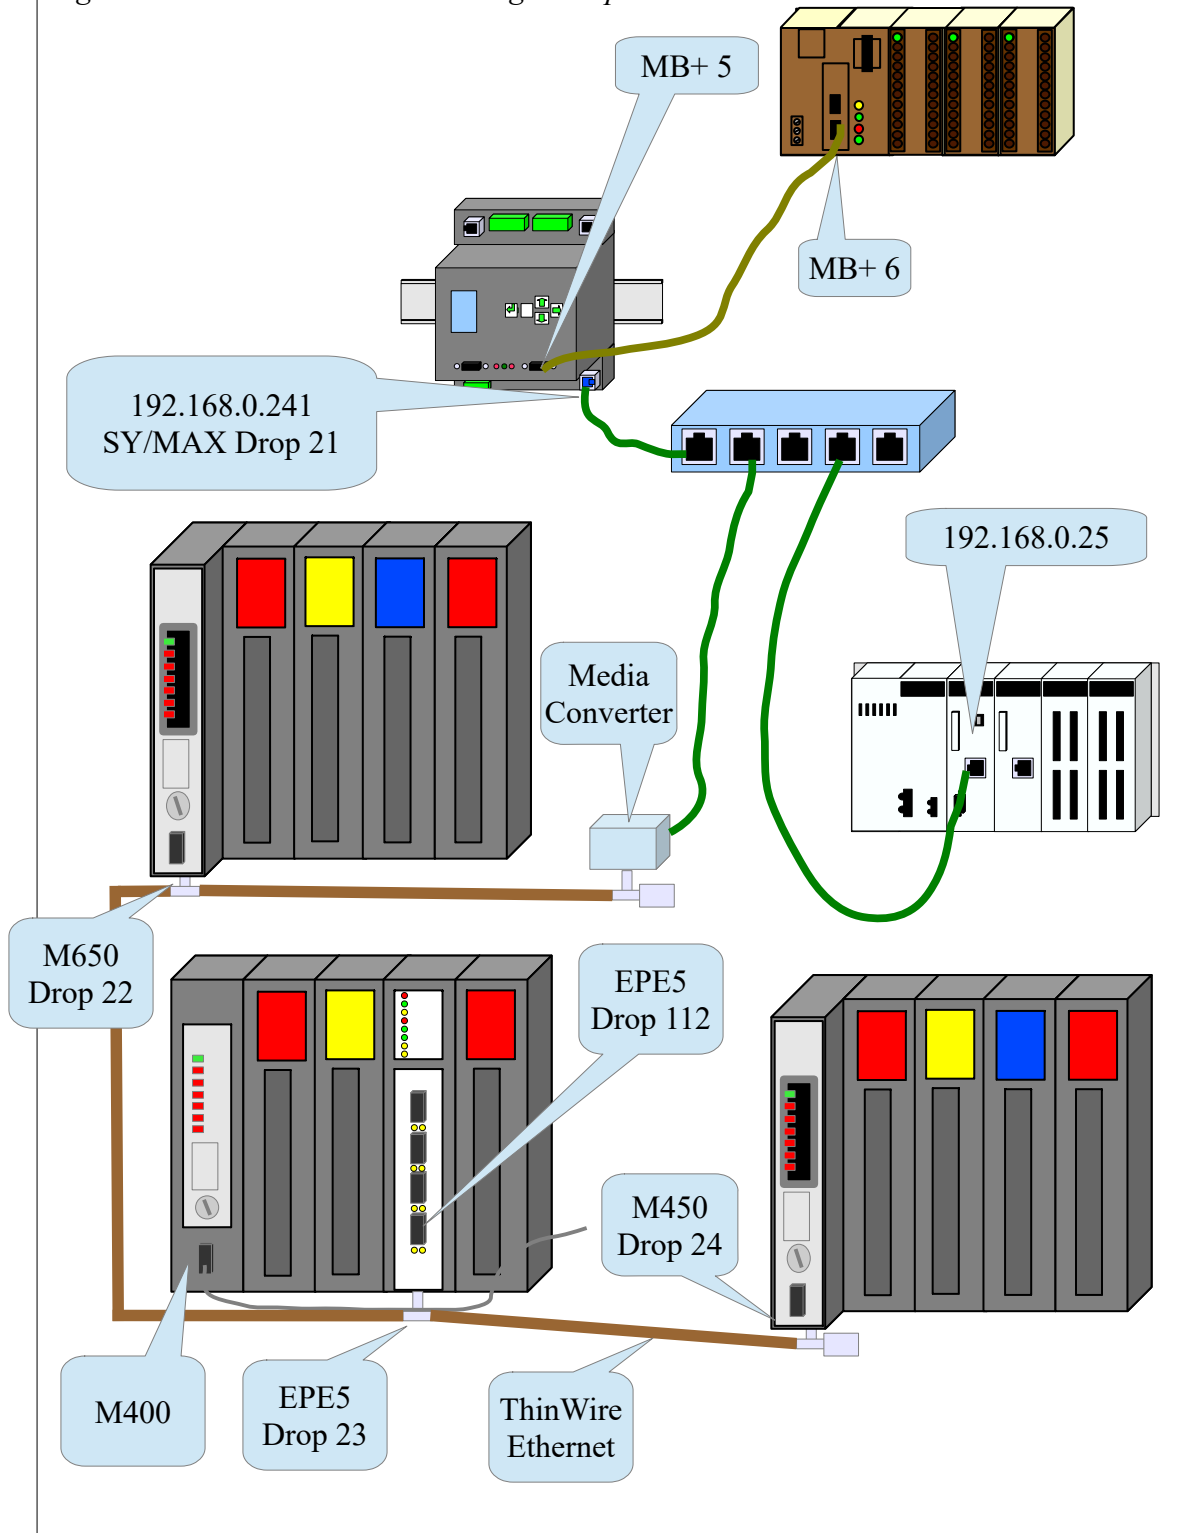 MB+ 5
MB+ 6
192.168.0.241
SY/MAX Drop 21
192.168.0.25
Media
Converter
M650
Drop 22
EPE5
Drop 112
M450
Drop 24
M400
EPE5
Drop 23
ThinWire
Ethernet